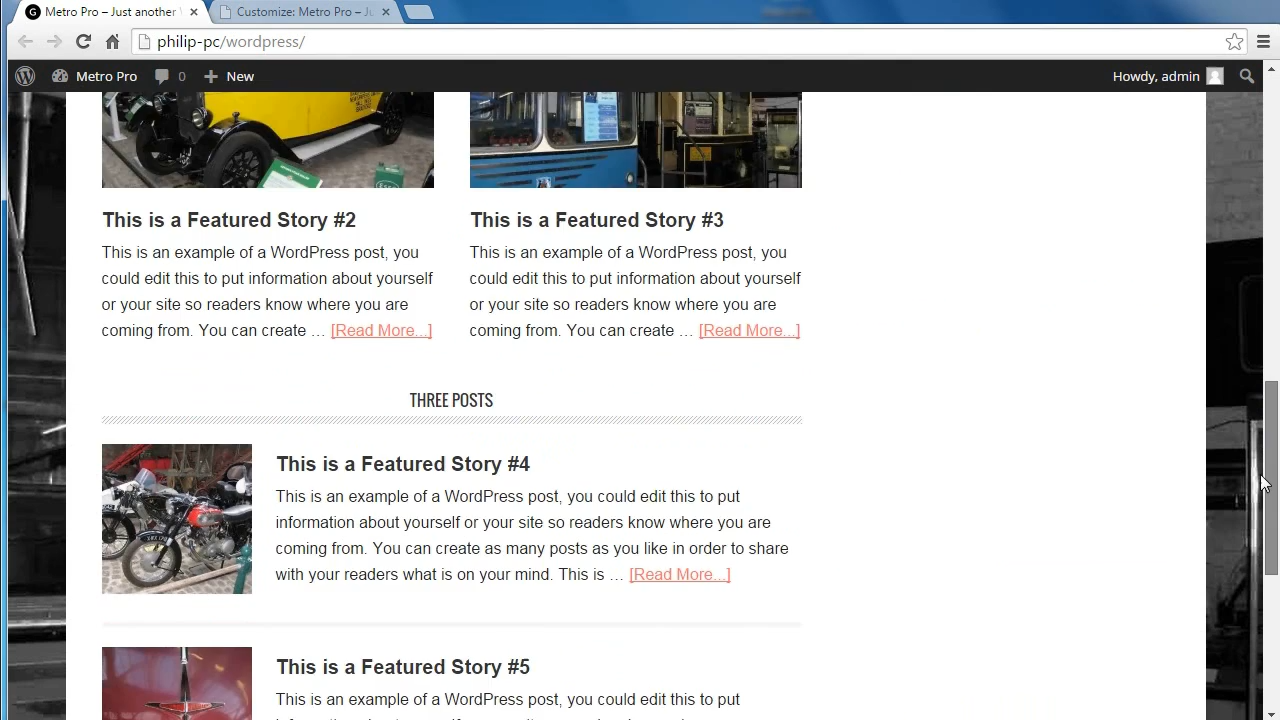 Metro Pro – Just another
Customize: Metro Pro – Ju
philip-pc/wordpress/
Metro Pro 0 New Howdy, admin
This is a Featured Story #2
This is an example of a WordPress post, you
could edit this to put information about yourself
or your site so readers know where you are
coming from. You can create … [Read More...]
This is a Featured Story #3
This is an example of a WordPress post, you
could edit this to put information about yourself
or your site so readers know where you are
coming from. You can create … [Read More...]
THREE POSTS
This is a Featured Story #4
This is an example of a WordPress post, you could edit this to put
information about yourself or your site so readers know where you are
coming from. You can create as many posts as you like in order to share
with your readers what is on your mind. This is … [Read More...]
This is a Featured Story #5
This is an example of a WordPress post, you could edit this to put